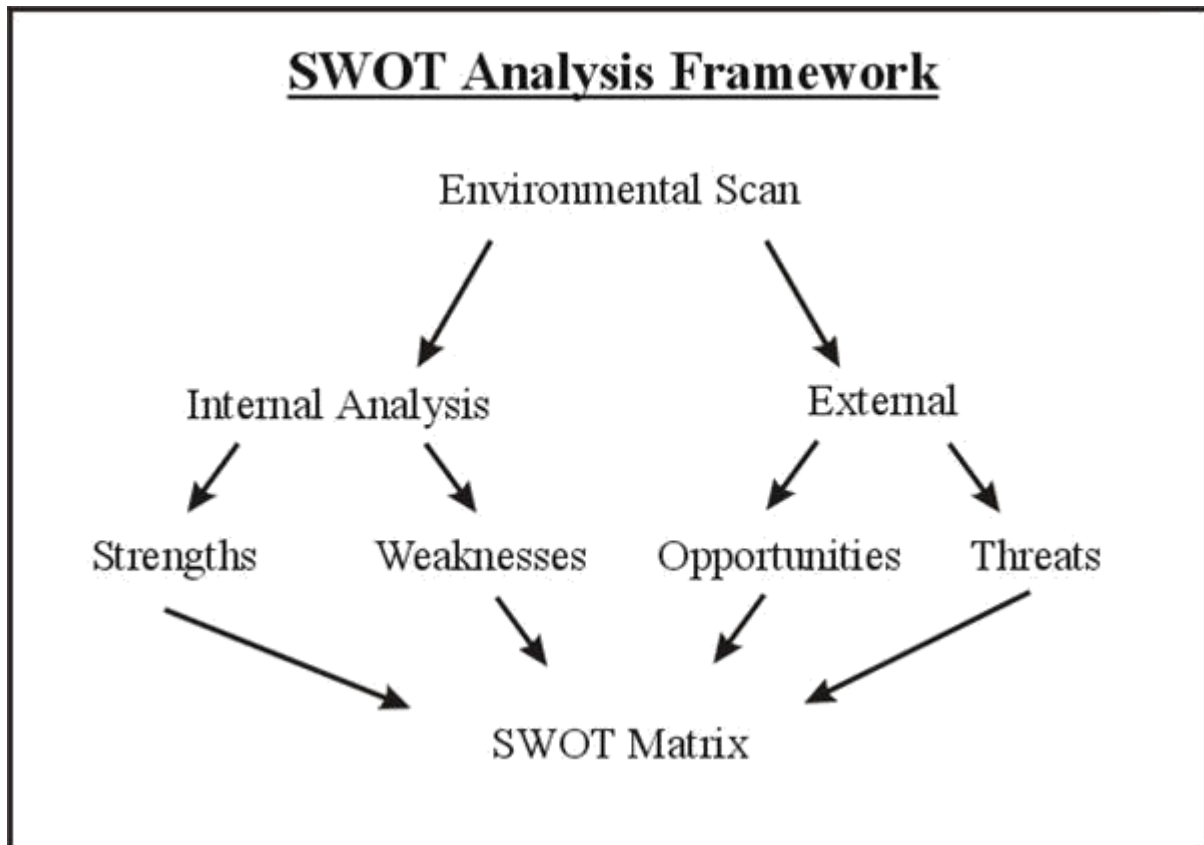 SWOT Analysis Framework
Environmental Scan
Internal Analysis
External
Strengths
Weaknesses
Opportunities
Threats
SWOT Matrix